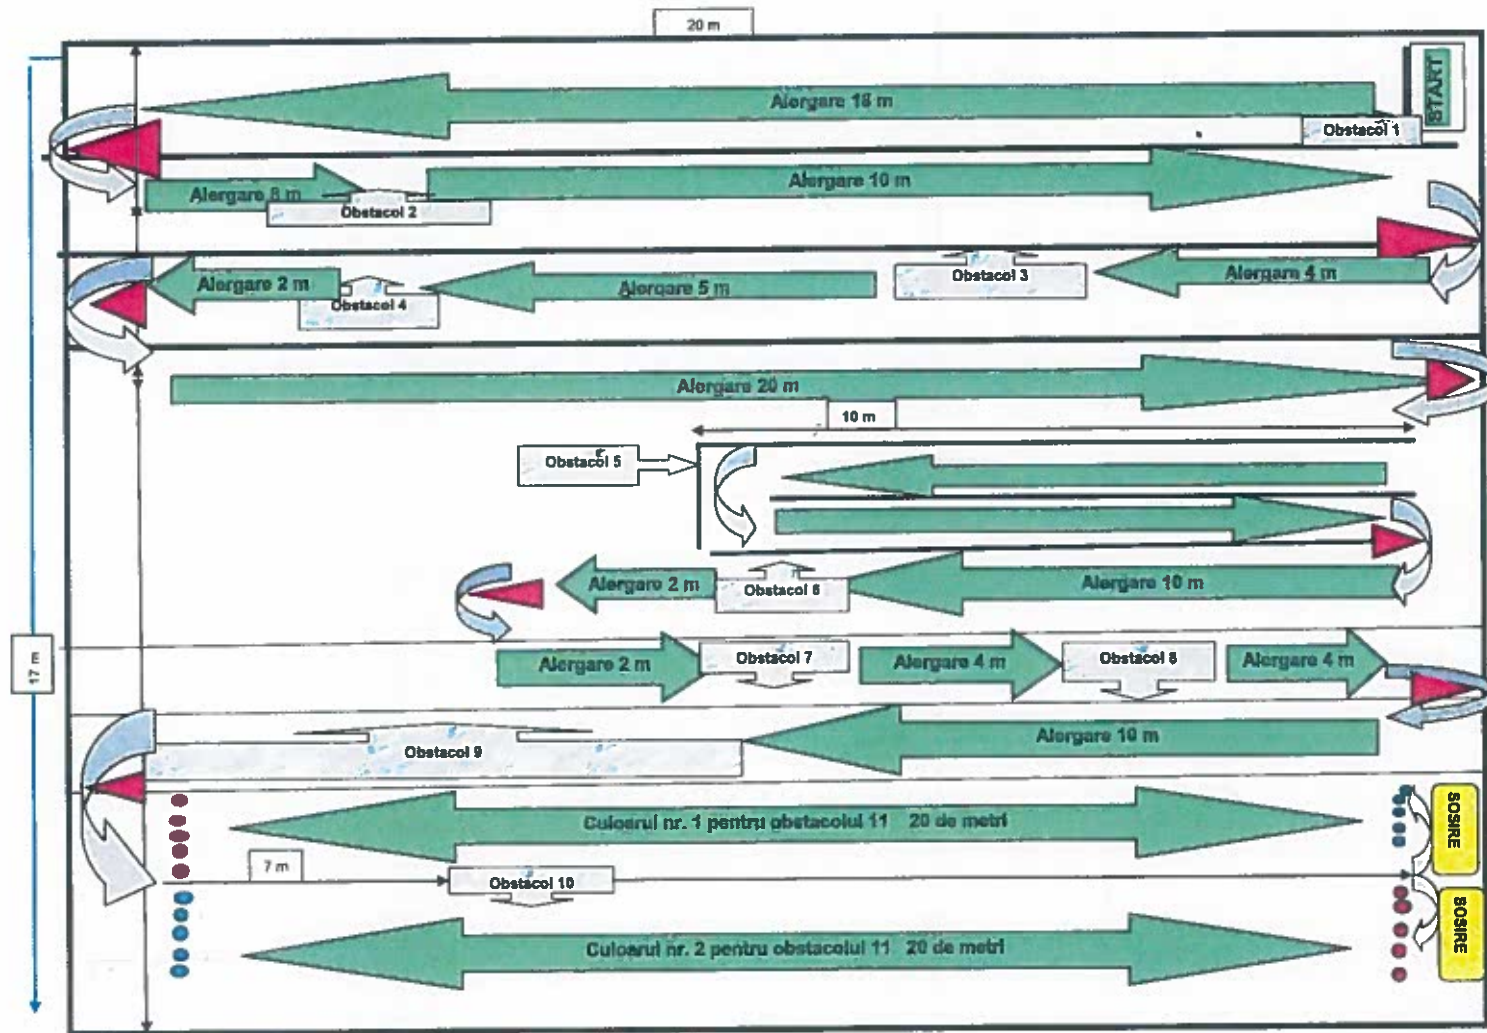 20 m
START
Alergare 18 m
Obstacol 1
Alergare 8 m
Alergare 10 m
Obstacol 2
Alergare 2 m
Obstacol 4
Alergare 5 m
Obstacol 3
Alergare 4 m
Alergare 20 m
10 m
Obstacol 5
Alergare 2 m
Obstacol 6
Alergare 10 m
17 m
Alergare 2 m
Obstacol 7
Alergare 4 m
Obstacol 8
Alergare 4 m
Obstacol 9
Alergare 10 m
Culoarul nr. 1 pentru obstacolul 11 20 de metri
SOSIRE
7 m
Obstacol 10
Culoarul nr. 2 pentru obstacolul 11 20 de metri
SOSIRE